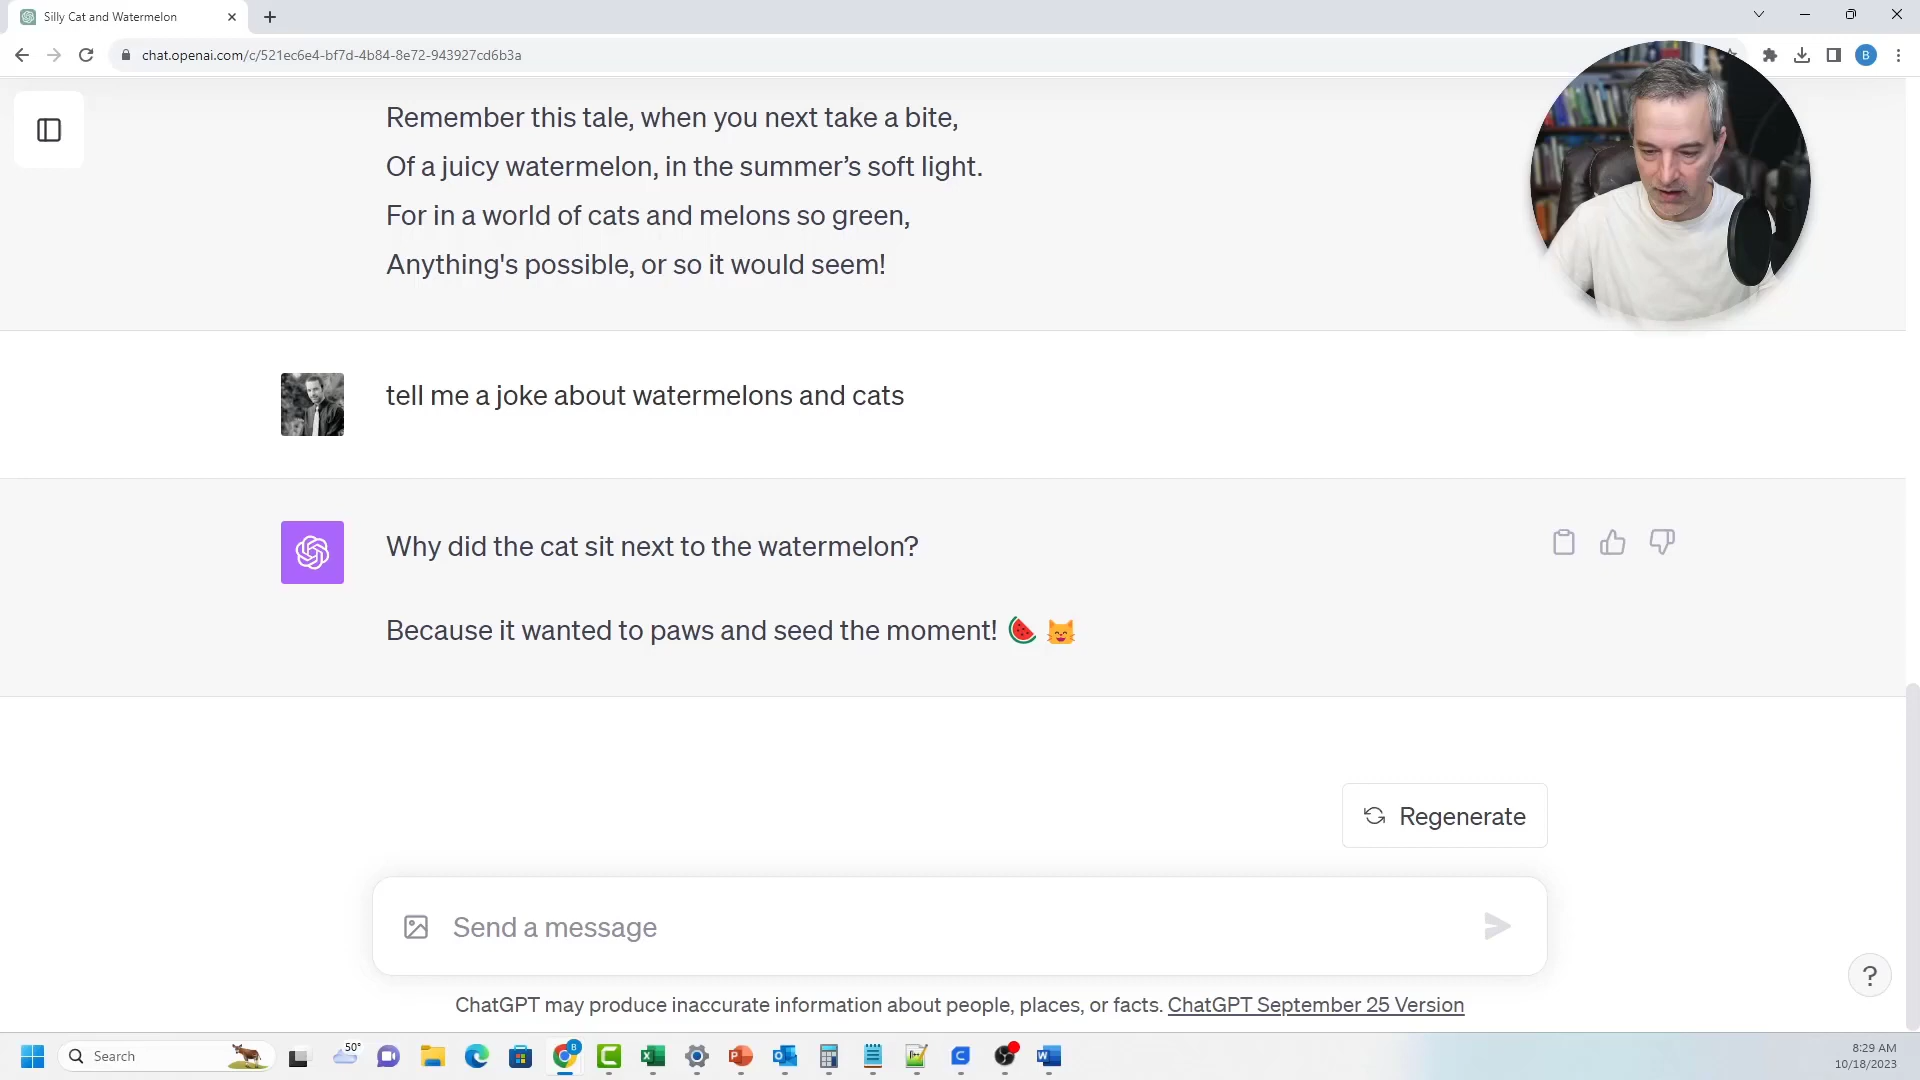 Silly Cat and Watermelon
chat.openai.com/c/521ec6e4-bf7d-4b84-8e72-943927cd6b3a
B
Remember this tale, when you next take a bite,
Of a juicy watermelon, in the summer’s soft light.
For in a world of cats and melons so green,
Anything's possible, or so it would seem!
tell me a joke about watermelons and cats
Why did the cat sit next to the watermelon?
Because it wanted to paws and seed the moment! 🍉 😸
Regenerate
Send a message
?
ChatGPT may produce inaccurate information about people, places, or facts. ChatGPT September 25 Version
Search
50°
8:29 AM
10/18/2023